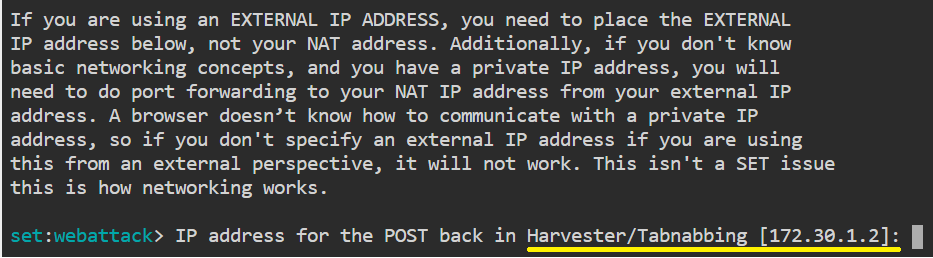 If you are using an EXTERNAL IP ADDRESS, you need to place the EXTERNAL
IP address below, not your NAT address. Additionally, if you don't know
basic networking concepts, and you have a private IP address, you will
need to do port forwarding to your NAT IP address from your external IP
address. A browser doesn’t know how to communicate with a private IP
address, so if you don't specify an external IP address if you are using
this from an external perspective, it will not work. This isn't a SET issue
this is how networking works.
set:webattack> IP address for the POST back in Harvester/Tabnabbing [172.30.1.2]: